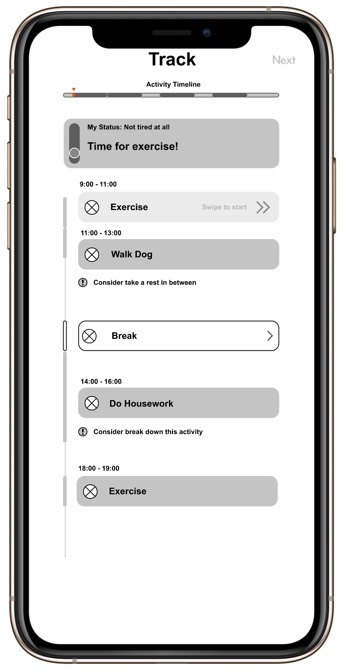 Track
Next
Activity Timeline
My Status: Not tired at all
Time for exercise!
9:00 - 11:00
Exercise
Swipe to start
11:00 - 13:00
Walk Dog
Consider take a rest in between
Break
14:00 - 16:00
Do Housework
Consider break down this activity
18:00 - 19:00
Exercise